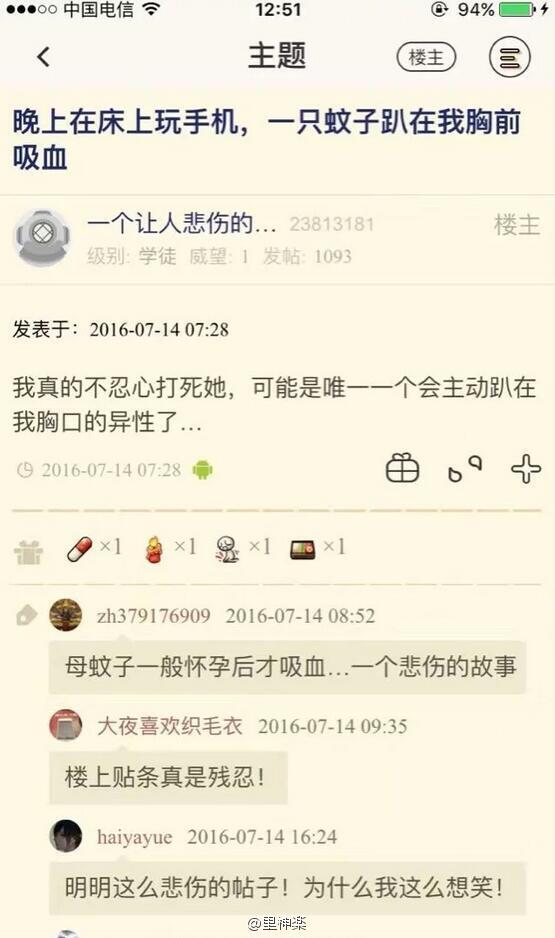 中国电信
12:51
94%
主题
楼主
晚上在床上玩手机，一只蚊子趴在我胸前
吸血
一个让人悲伤的… 23813181
楼主
级别: 学徒 威望: 1 发帖: 1093
发表于：2016-07-14 07:28
我真的不忍心打死她，可能是唯一一个会主动趴在
我胸口的异性了…
2016-07-14 07:28
×1 ×1 ×1 ×1
zh379176909 2016-07-14 08:52
母蚊子一般怀孕后才吸血…一个悲伤的故事
大夜喜欢织毛衣 2016-07-14 09:35
楼上贴条真是残忍！
haiyayue 2016-07-14 16:24
明明这么悲伤的帖子！为什么我这么想笑！
@里神楽